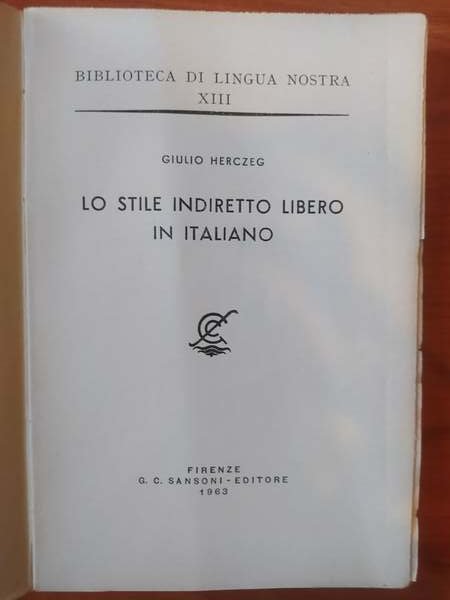 BIBLIOTECA DI LINGUA NOSTRA
XIII
GIULIO HERCZEG
LO STILE INDIRETTO LIBERO
IN ITALIANO
FIRENZE
G. C. SANSONI - EDITORE
1963